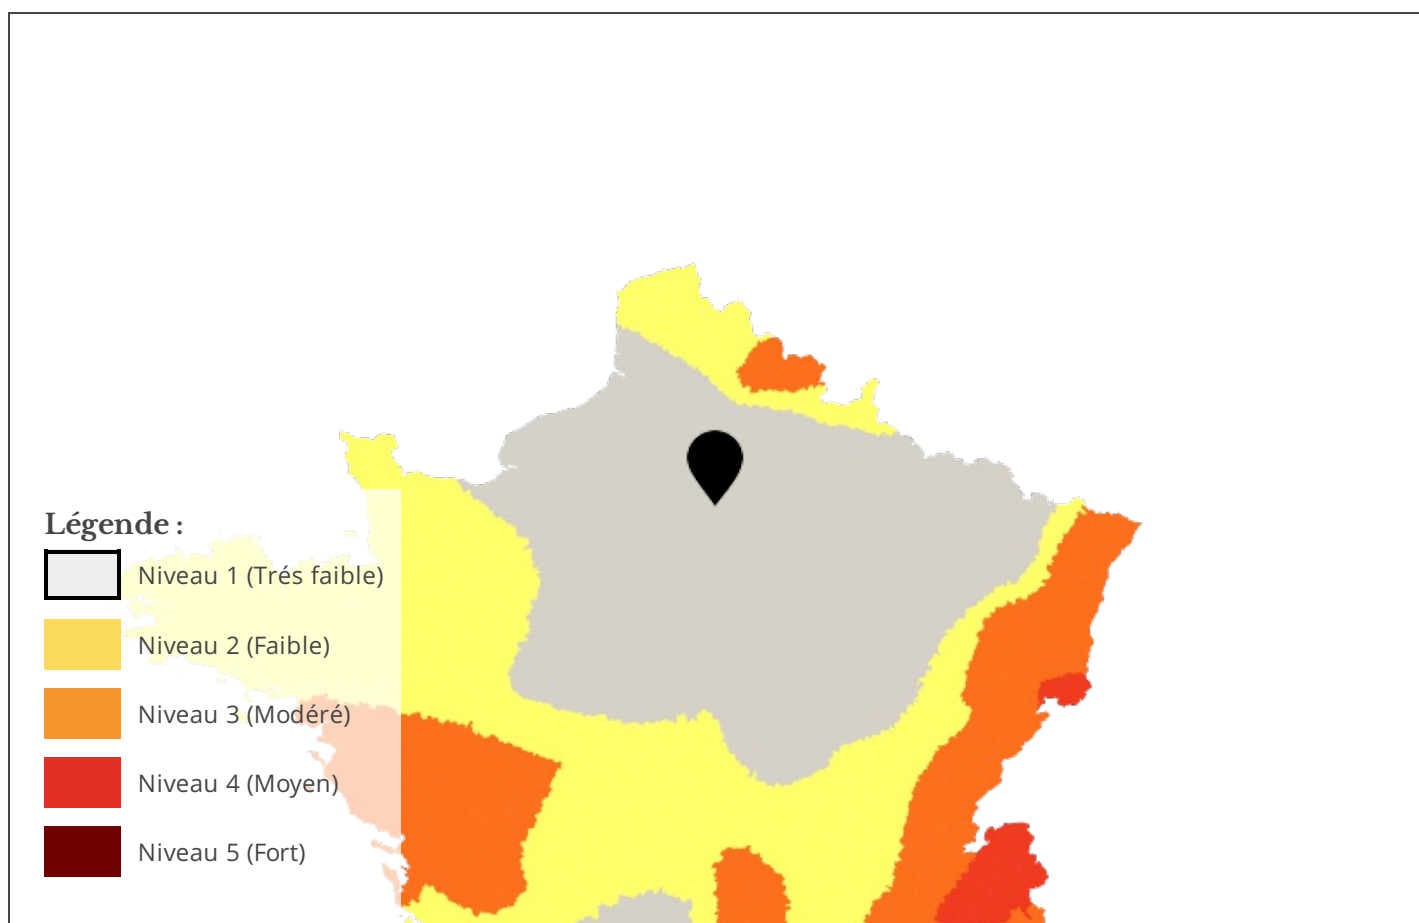 Légende :
Niveau 1 (Trés faible)
Niveau 2 (Faible)
Niveau 3 (Modéré)
Niveau 4 (Moyen)
Niveau 5 (Fort)